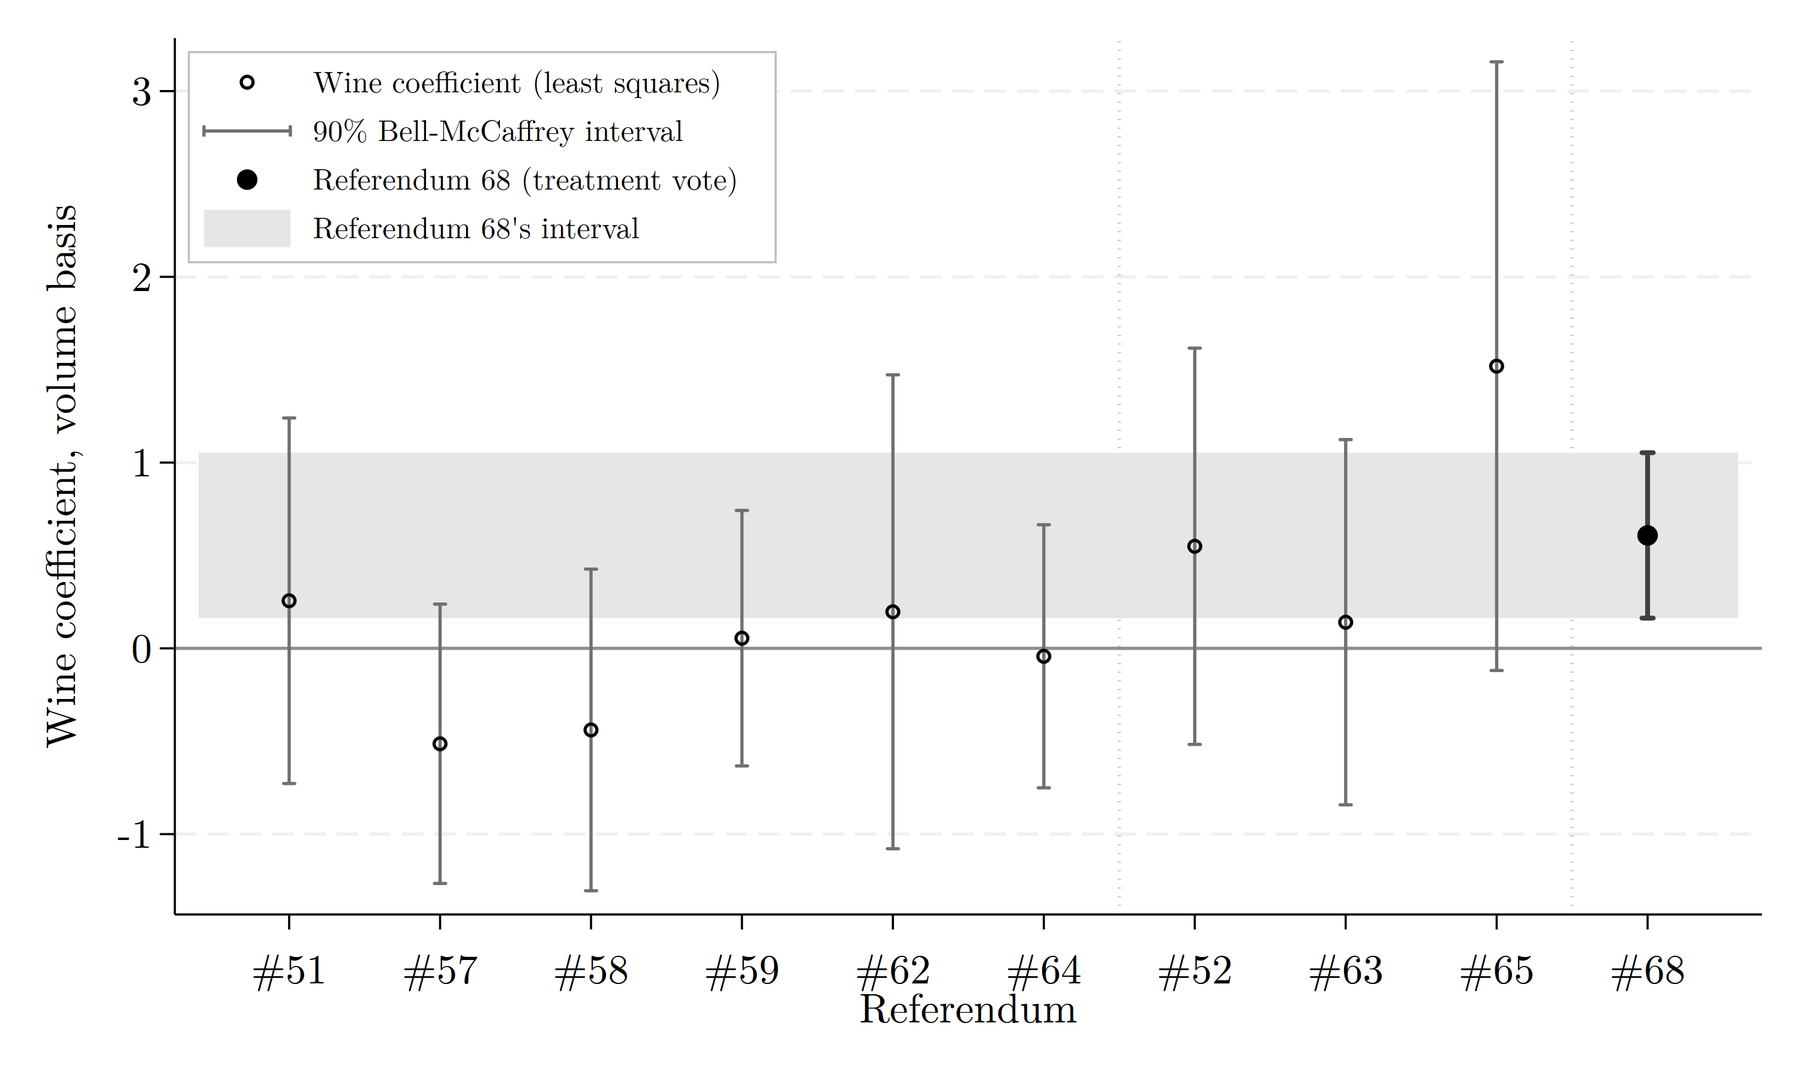 Wine coefficient (least squares)
90% Bell-McCaffrey interval
Referendum 68 (treatment vote)
Referendum 68's interval
Wine coefficient, volume basis
3
2
1
0
-1
#51 #57 #58 #59 #62 #64 #52 #63 #65 #68
Referendum